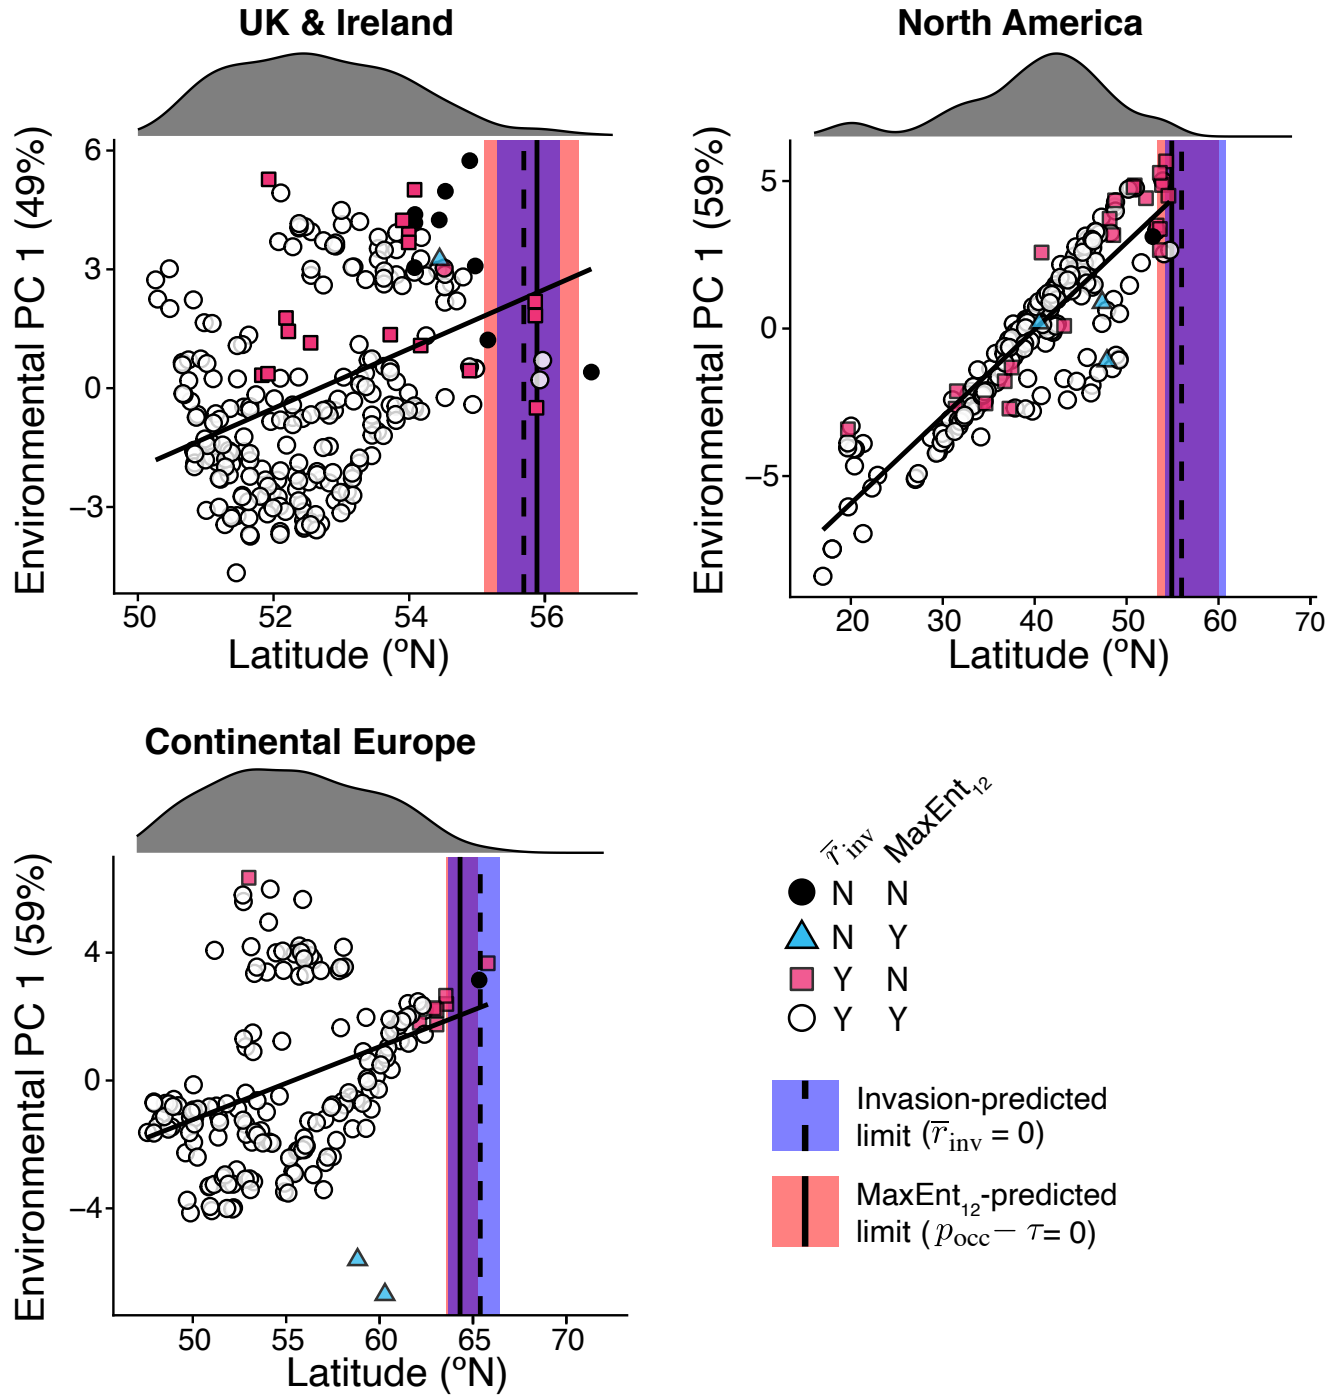 UK & Ireland
Environmental PC 1 (49%)
6
3
0
−3
50
52
54
56
Latitude (ºN)
North America
Environmental PC 1 (59%)
5
0
−5
20
30
40
50
60
70
Latitude (ºN)
Continental Europe
Environmental PC 1 (59%)
4
0
−4
50
55
60
65
70
Latitude (ºN)
r̅inv MaxEnt12
N N
N Y
Y N
Y Y
Invasion-predicted
limit (r̅inv = 0)
MaxEnt12-predicted
limit (pocc − τ = 0)